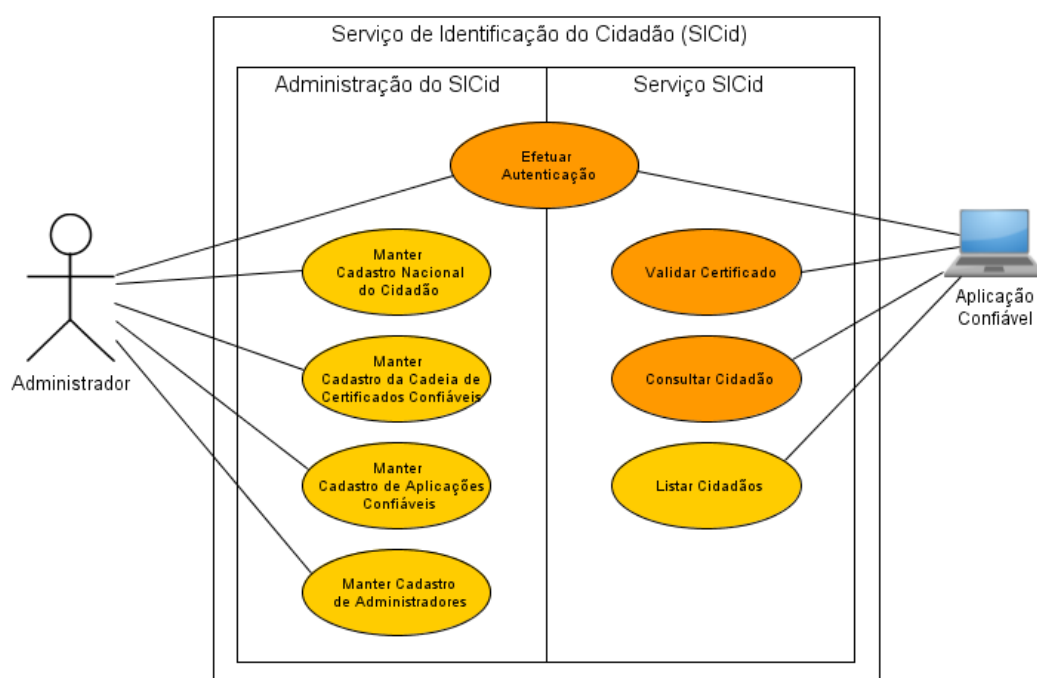 Serviço de Identificação do Cidadão (SICid)
Administração do SICid
Serviço SICid
Efetuar
Autenticação
Manter
Cadastro Nacional
do Cidadão
Validar Certificado
Aplicação
Confiável
Administrador
Manter
Cadastro da Cadeia de
Certificados Confiáveis
Consultar Cidadão
Manter
Cadastro de Aplicações
Confiáveis
Listar Cidadãos
Manter Cadastro
de Administradores